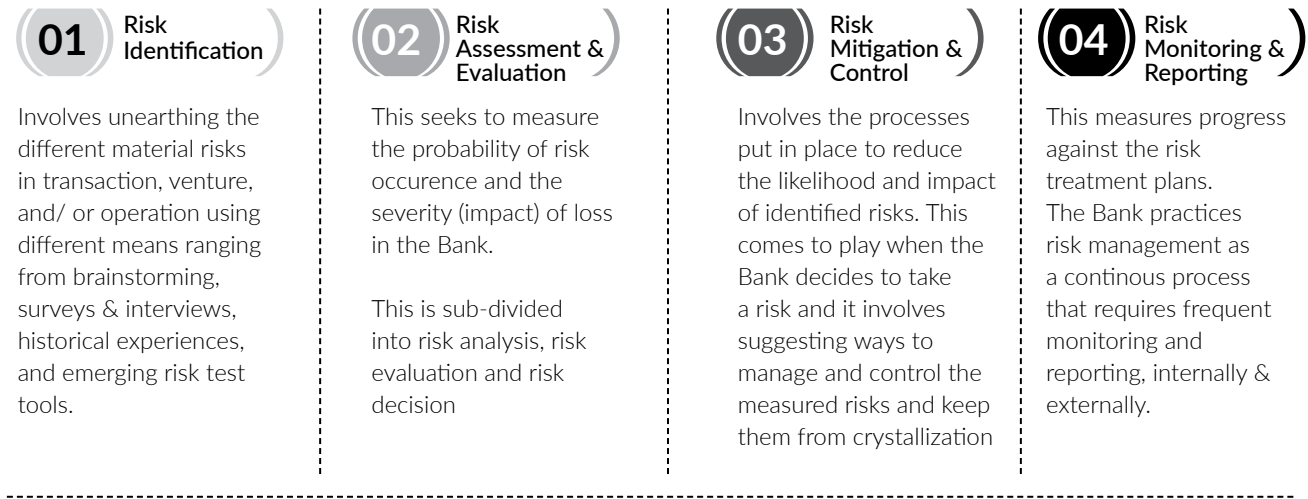 01
Risk
Identification
Involves unearthing the
different material risks
in transaction, venture,
and/ or operation using
different means ranging
from brainstorming,
surveys & interviews,
historical experiences,
and emerging risk test
tools.
02
Risk
Assessment &
Evaluation
This seeks to measure
the probability of risk
occurence and the
severity (impact) of loss
in the Bank.
This is sub-divided
into risk analysis, risk
evaluation and risk
decision
03
Risk
Mitigation &
Control
Involves the processes
put in place to reduce
the likelihood and impact
of identified risks. This
comes to play when the
Bank decides to take
a risk and it involves
suggesting ways to
manage and control the
measured risks and keep
them from crystallization
04
Risk
Monitoring &
Reporting
This measures progress
against the risk
treatment plans.
The Bank practices
risk management as
a continous process
that requires frequent
monitoring and
reporting, internally &
externally.